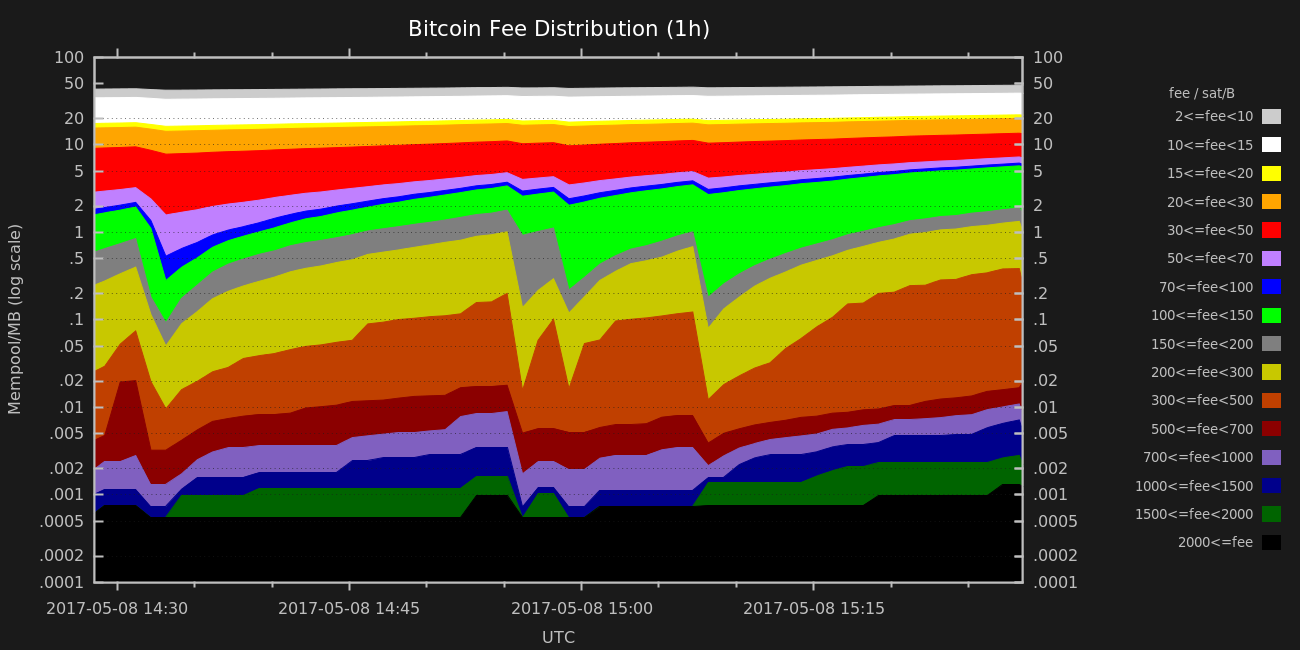 Bitcoin Fee Distribution (1h)
100
50
20
10
5
2
1
.5
.2
.1
.05
.02
.01
.005
.002
.001
.0005
.0002
.0001
Mempool/MB (log scale)
100
50
20
10
5
2
1
.5
.2
.1
.05
.02
.01
.005
.002
.001
.0005
.0002
.0001
fee / sat/B
2<=fee<10
10<=fee<15
15<=fee<20
20<=fee<30
30<=fee<50
50<=fee<70
70<=fee<100
100<=fee<150
150<=fee<200
200<=fee<300
300<=fee<500
500<=fee<700
700<=fee<1000
1000<=fee<1500
1500<=fee<2000
2000<=fee
2017-05-08 14:30 2017-05-08 14:45 2017-05-08 15:00 2017-05-08 15:15
UTC